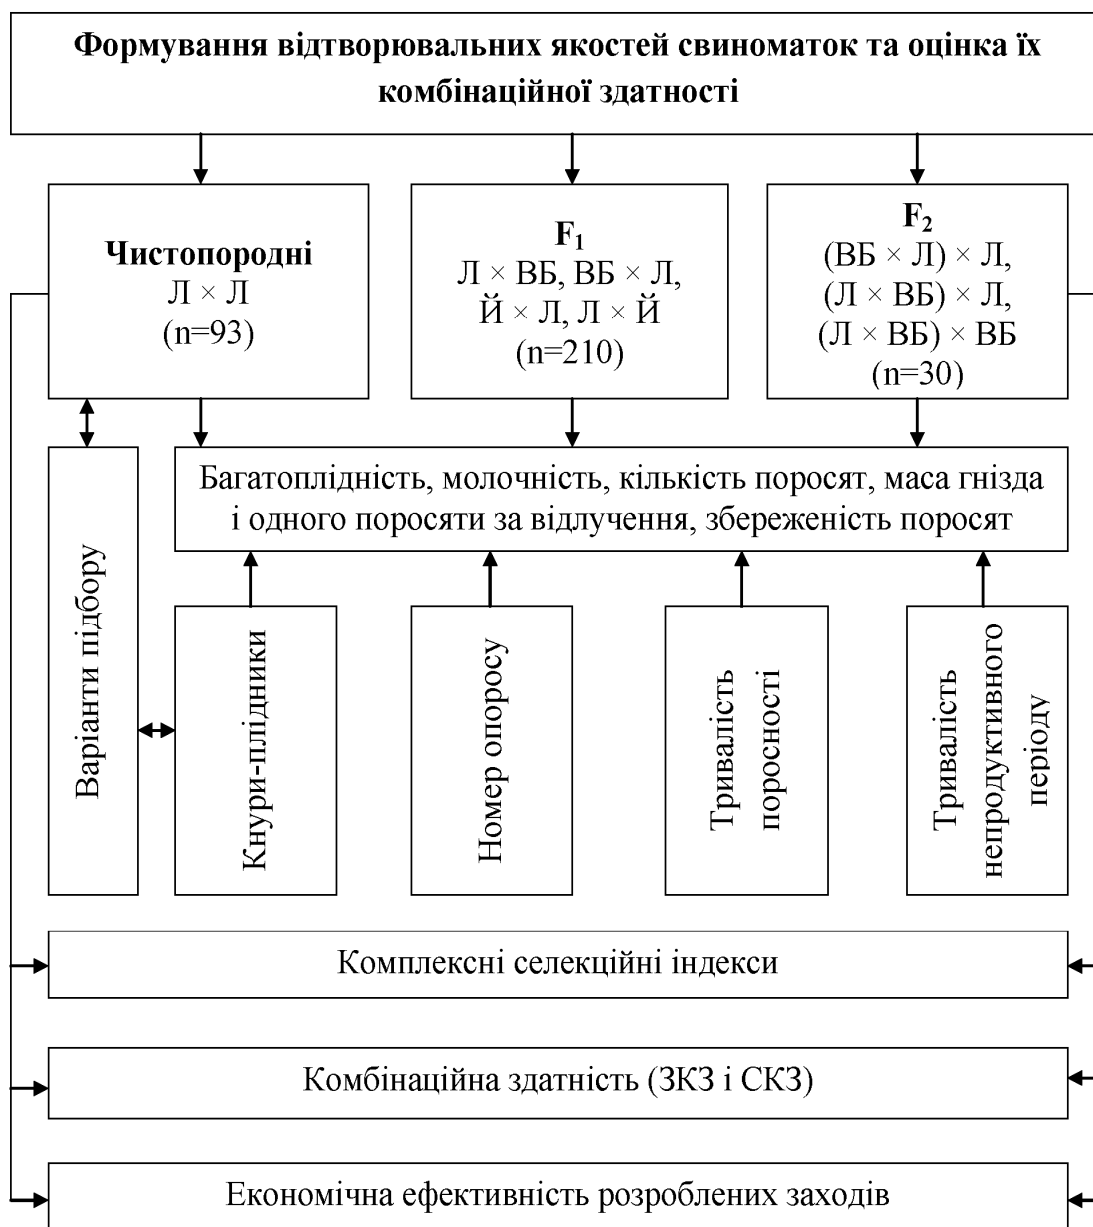 Формування відтворювальних якостей свиноматок та оцінка їх
комбінаційної здатності
Чистопородні
Л × Л
(n=93)
F₁
Л × ВБ, ВБ × Л,
Й × Л, Л × Й
(n=210)
F₂
(ВБ × Л) × Л,
(Л × ВБ) × Л,
(Л × ВБ) × ВБ
(n=30)
Багатоплідність, молочність, кількість поросят, маса гнізда
і одного поросяти за відлучення, збереженість поросят
Варіанти підбору
Кнури-плідники
Номер опоросу
Тривалість
поросності
Тривалість
непродуктивного
періоду
Комплексні селекційні індекси
Комбінаційна здатність (ЗКЗ і СКЗ)
Економічна ефективність розроблених заходів